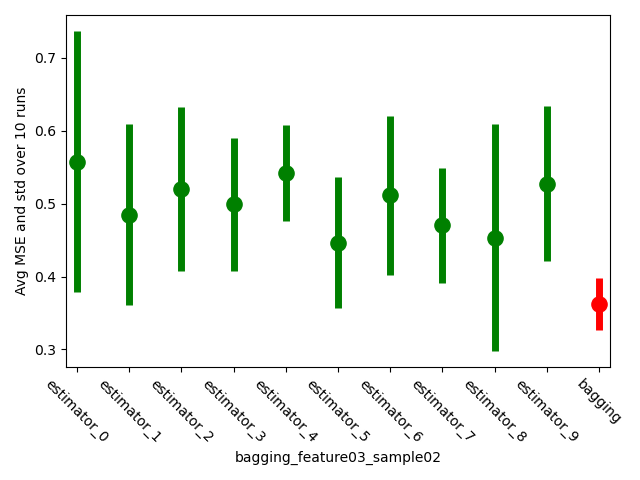 0.7
0.6
0.5
0.4
0.3
Avg MSE and std over 10 runs
estimator_0
estimator_1
estimator_2
estimator_3
estimator_4
estimator_5
estimator_6
estimator_7
estimator_8
estimator_9
bagging
bagging_feature03_sample02